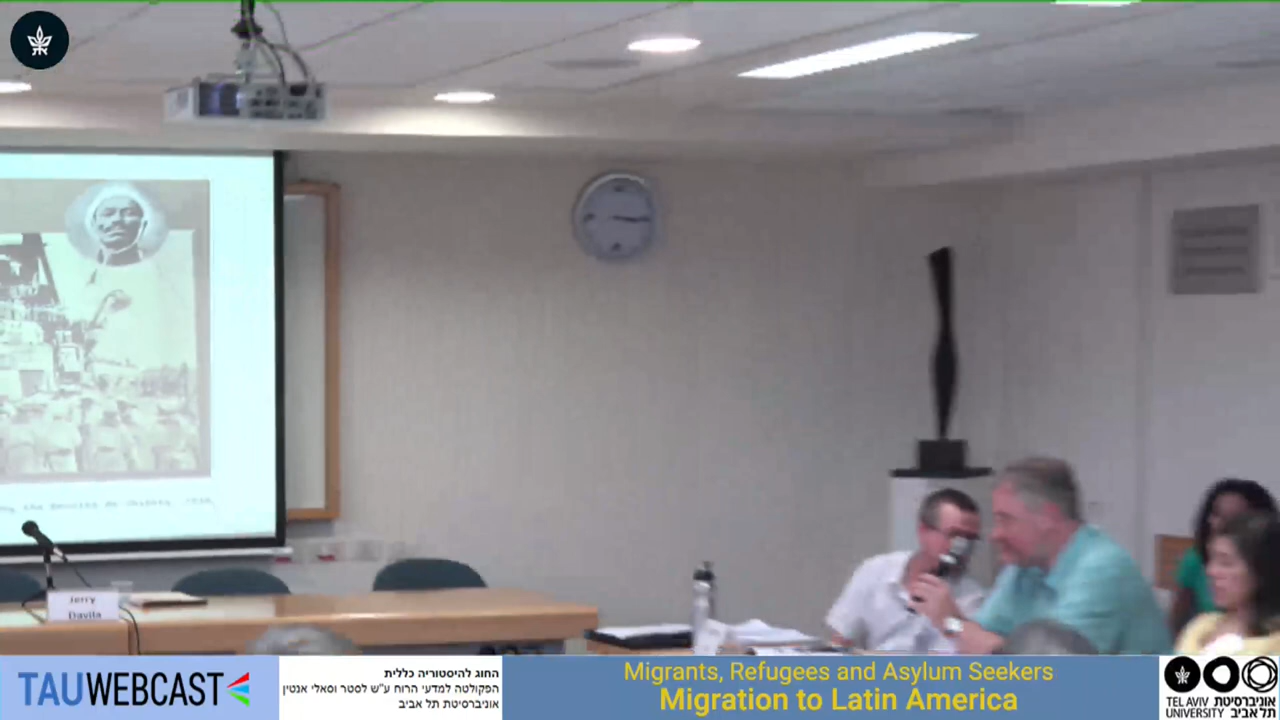 Jerry
Davila
TAUWEBCAST
החוג להיסטוריה כללית
הפקולטה למדעי הרוח ע"ש לסטר וסאלי אנטין
אוניברסיטת תל אביב
Migrants, Refugees and Asylum Seekers
Migration to Latin America
TEL AVIV אוניברסיטת
UNIVERSITY תל אביב